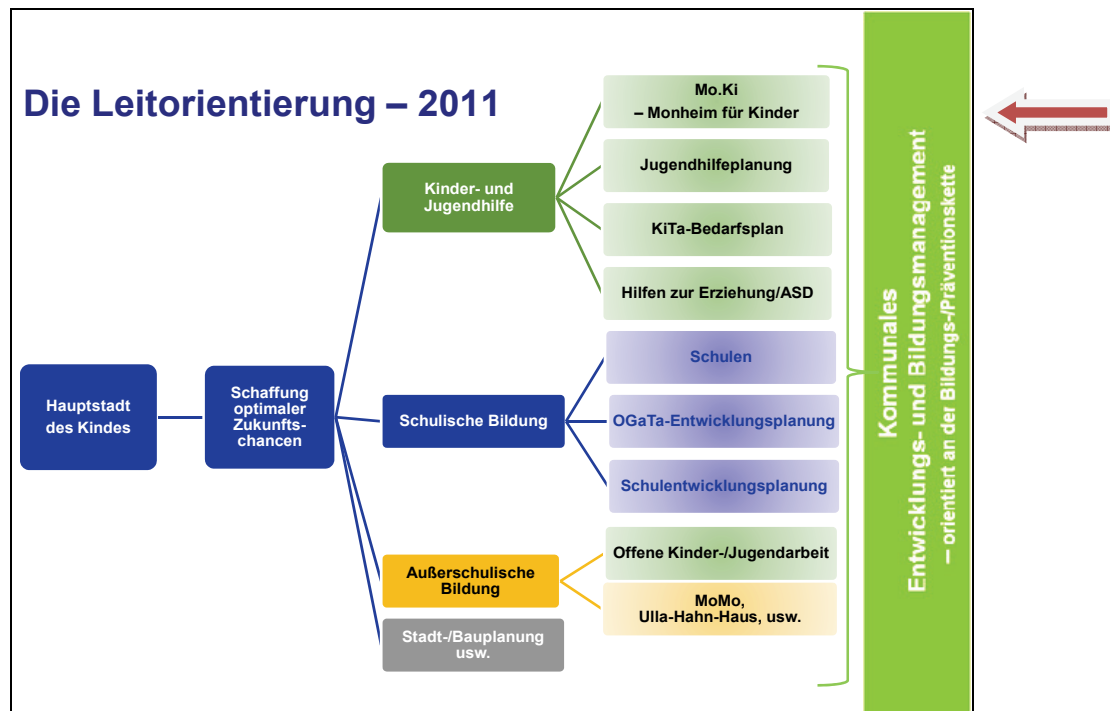 Die Leitorientierung – 2011
Hauptstadt
des Kindes
Schaffung
optimaler
Zukunfts-
chancen
Kinder- und
Jugendhilfe
Mo.Ki
– Monheim für Kinder
Jugendhilfeplanung
KiTa-Bedarfsplan
Hilfen zur Erziehung/ASD
Schulische Bildung
Schulen
OGaTa-Entwicklungsplanung
Schulentwicklungsplanung
Außerschulische
Bildung
Offene Kinder-/Jugendarbeit
MoMo,
Ulla-Hahn-Haus, usw.
Stadt-/Bauplanung
usw.
Kommunales
Entwicklungs- und Bildungsmanagement
– orientiert an der Bildungs-/Präventionskette